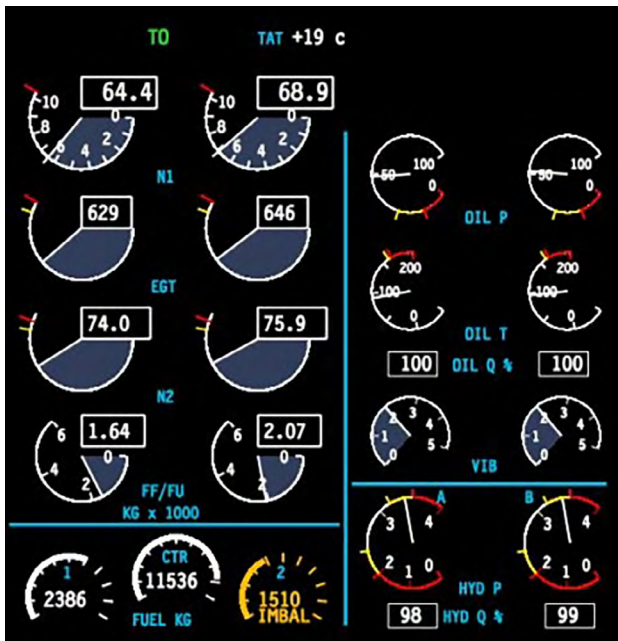 TO TAT +19 c
64.4 68.9
10 8 6 4 2 0
10 8 6 4 2 0
N1
629 646
EGT
74.0 75.9
N2
1.64 2.07
6 4 2 0
6 4 2 0
FF/FU
KG x 1000
1
2386
CTR
11536
2
1510
IMBAL
FUEL KG
100 50 0
100 50 0
OIL P
200 100 0
200 100 0
OIL T
100 OIL Q % 100
0 1 2 3 4 5
0 1 2 3 4 5
VIB
A B
4 3 2 1 0
4 3 2 1 0
HYD P
98 HYD Q % 99